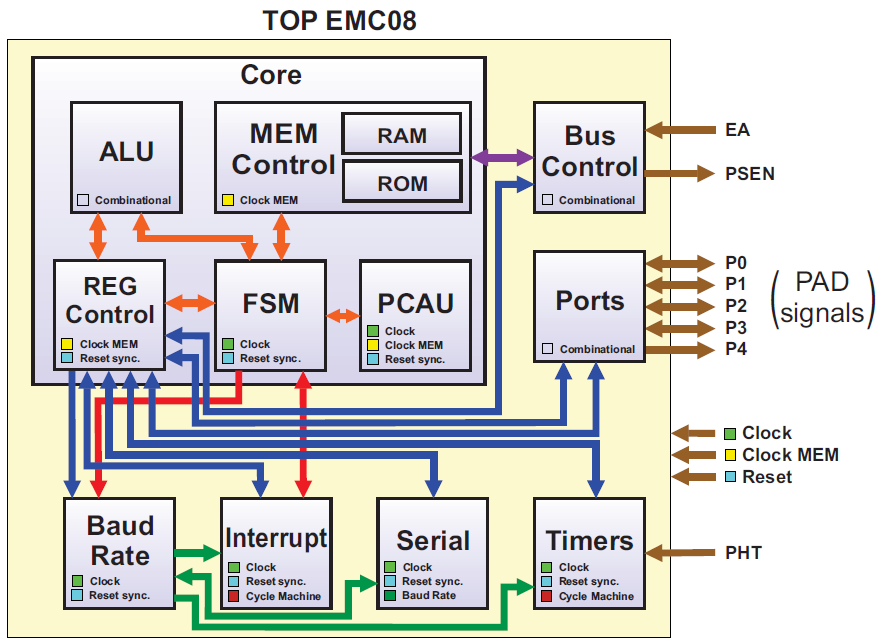 TOP EMC08
Core
ALU
Combinational
MEM
Control
Clock MEM
RAM
ROM
Bus
Control
Combinational
EA
PSEN
REG
Control
Clock MEM
Reset sync.
FSM
Clock
Reset sync.
PCAU
Clock
Clock MEM
Reset sync.
Ports
Combinational
P0
P1
P2
P3
P4
(PAD
signals)
Clock
Clock MEM
Reset
Baud
Rate
Clock
Reset sync.
Interrupt
Clock
Reset sync.
Cycle Machine
Serial
Clock
Reset sync.
Baud Rate
Timers
Clock
Reset sync.
Cycle Machine
PHT